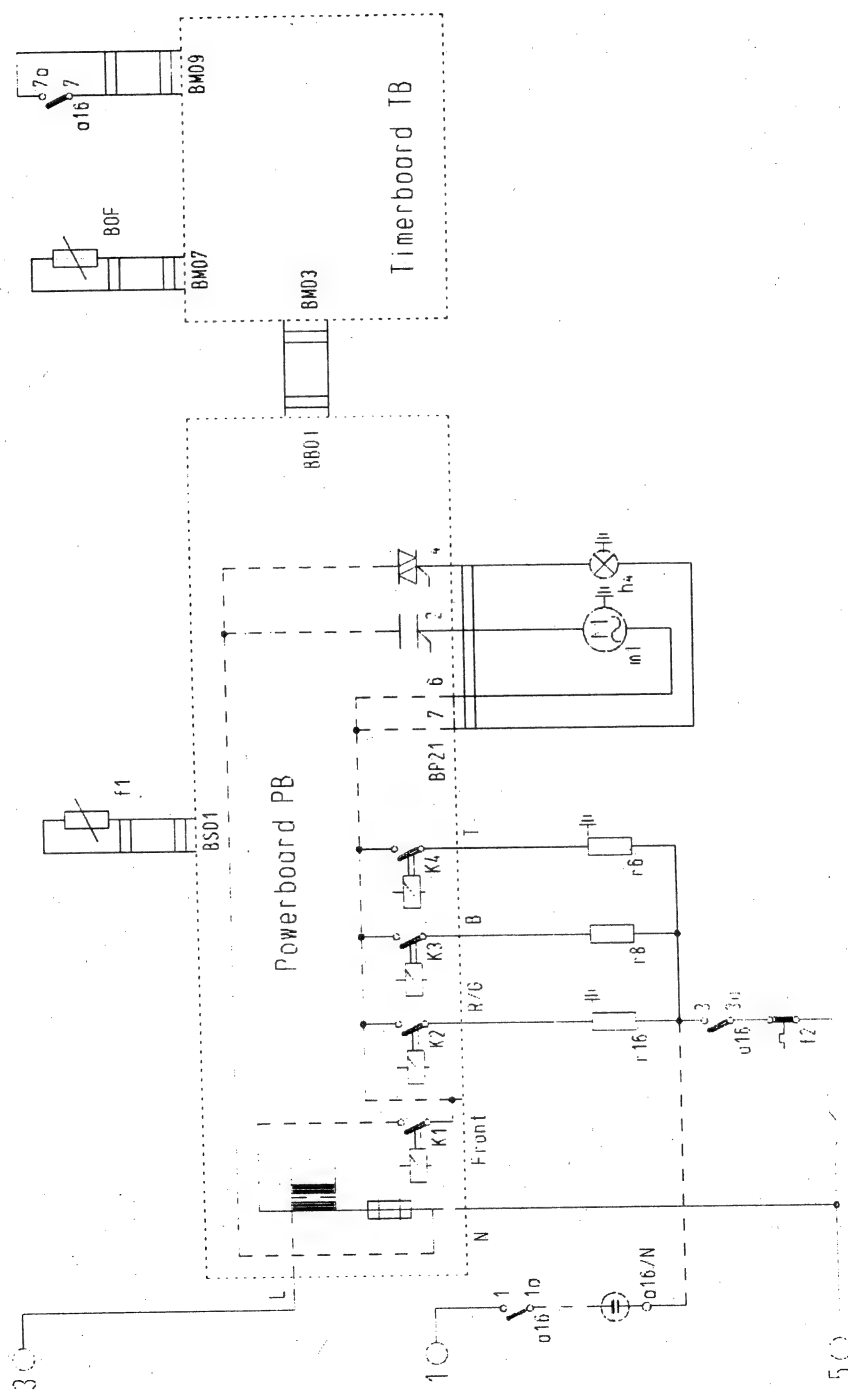 7a
7
a16
BM09
B0F
BM07
Timerboard TB
BM03
BB01
4
2
h4
m1
6
7
BP21
f1
BS01
Powerboard PB
T
K4
r6
B
K3
r8
R/G
K2
r16
3
3a
a16
f2
K1
Front
N
L
1
1a
a16
a16/N
3
1
5